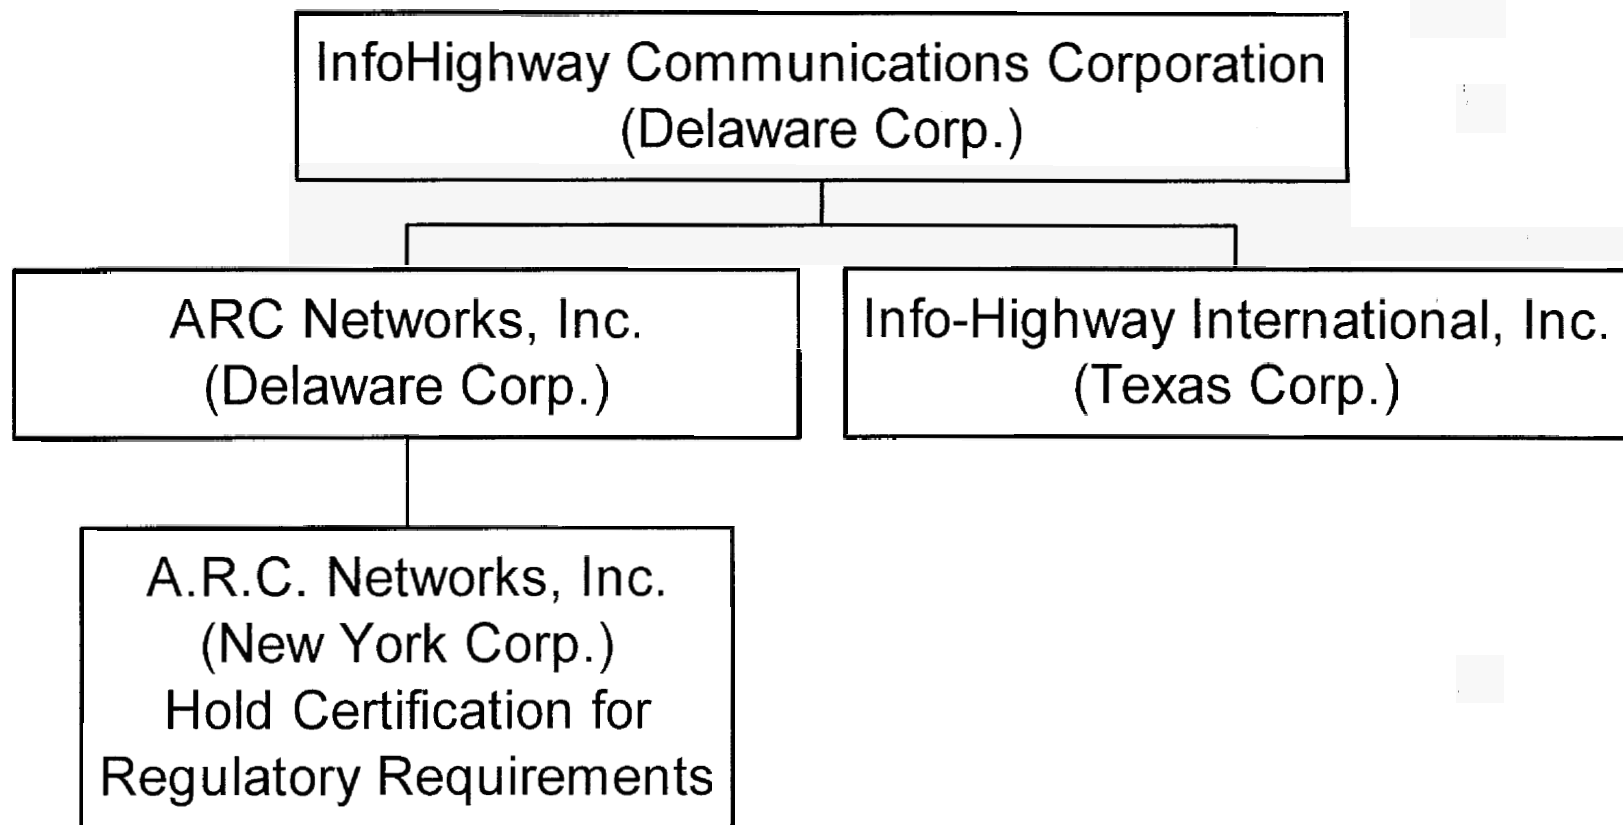 InfoHighway Communications Corporation
(Delaware Corp.)
ARC Networks, Inc.
(Delaware Corp.)
Info-Highway International, Inc.
(Texas Corp.)
A.R.C. Networks, Inc.
(New York Corp.)
Hold Certification for
Regulatory Requirements